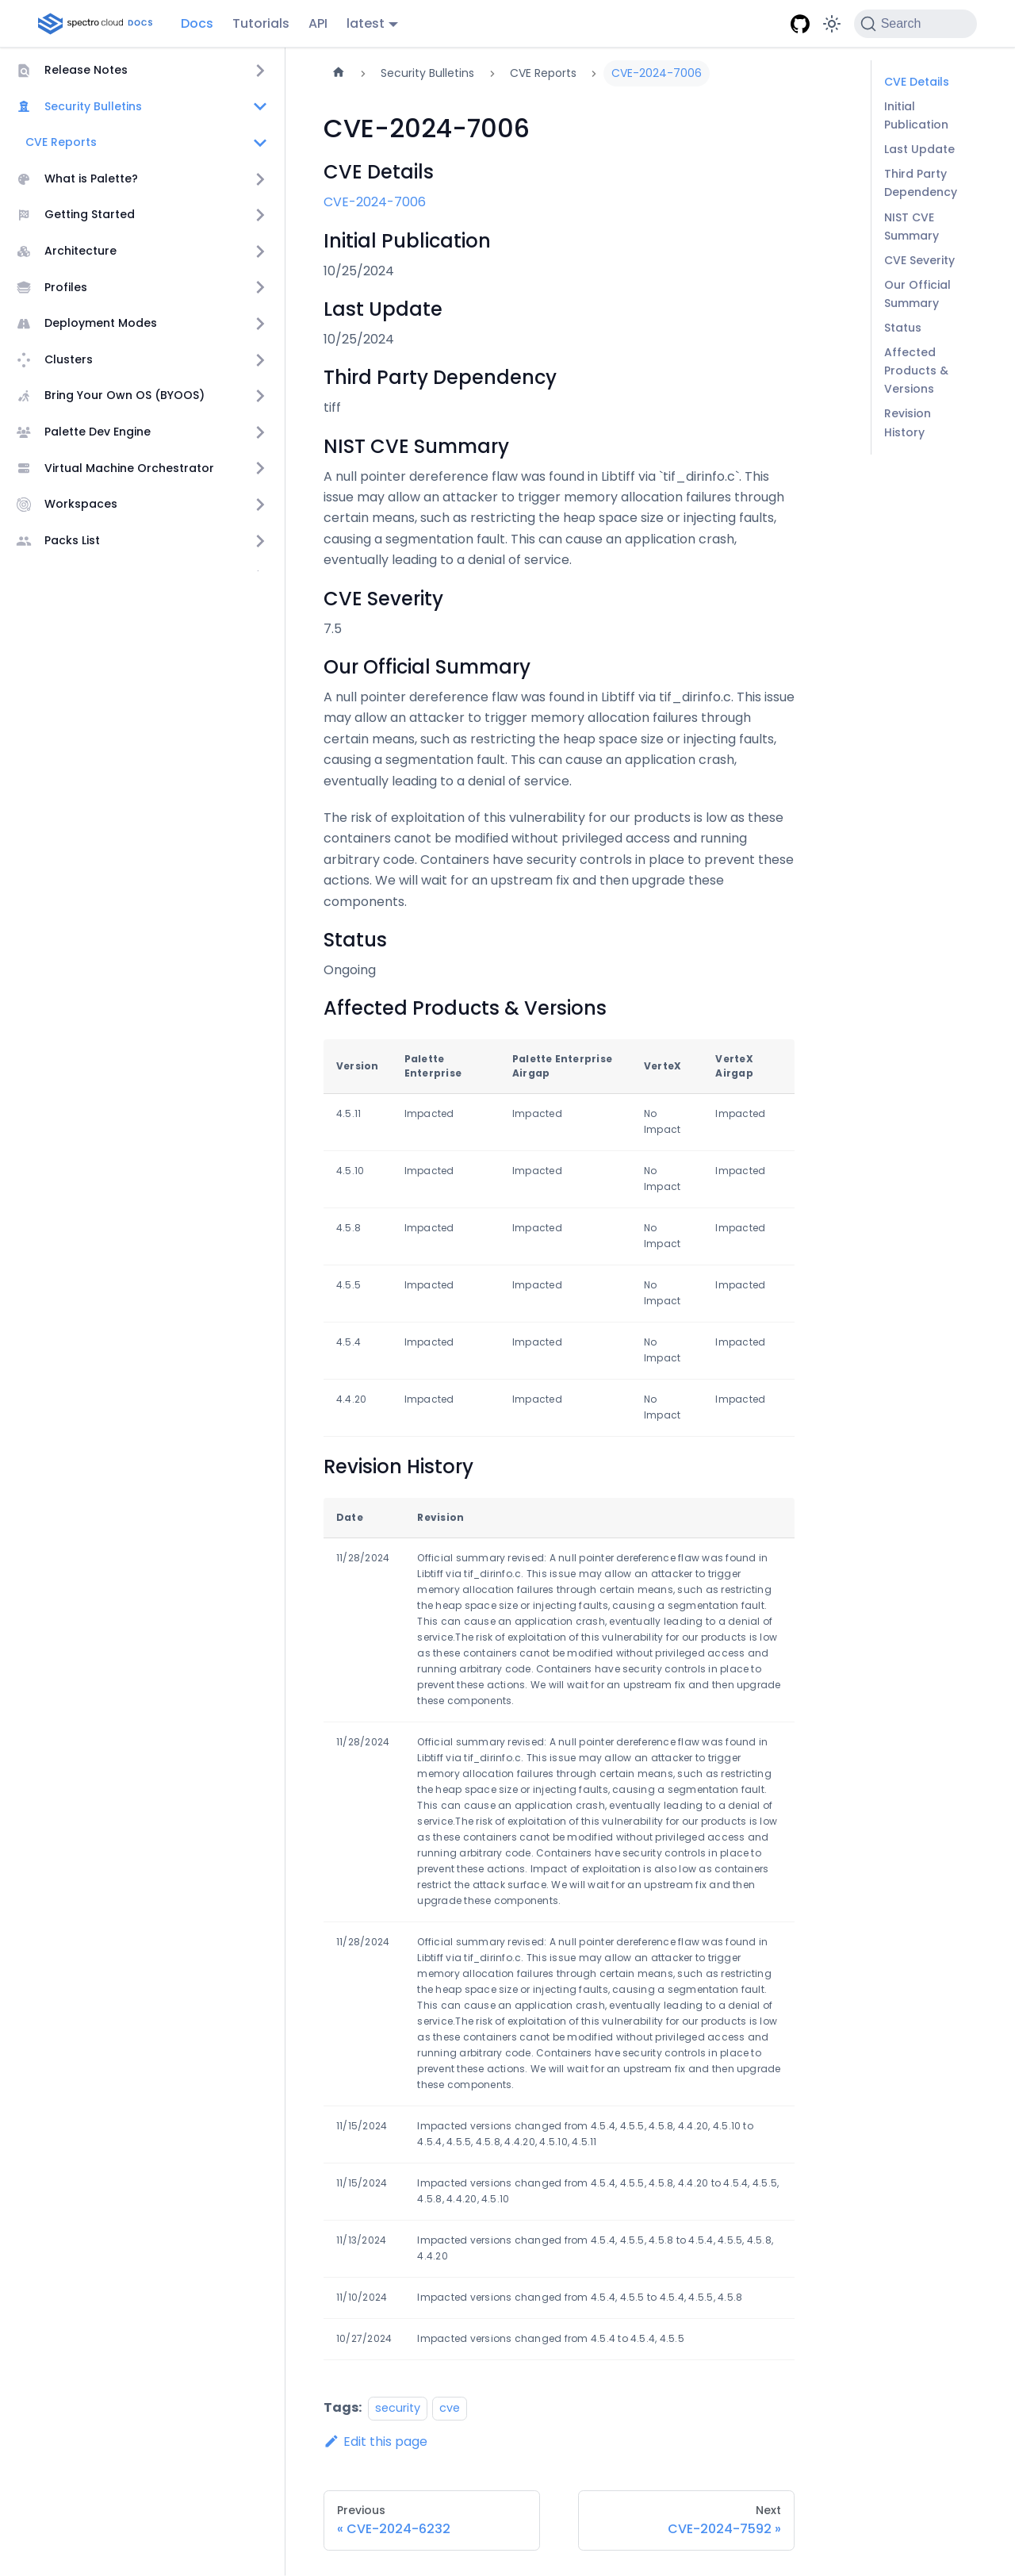 spectro cloud DOCS
Docs
Tutorials
API
latest
Search
Release Notes
Security Bulletins
CVE Reports
What is Palette?
Getting Started
Architecture
Profiles
Deployment Modes
Clusters
Bring Your Own OS (BYOOS)
Palette Dev Engine
Virtual Machine Orchestrator
Workspaces
Packs List
Security Bulletins
CVE Reports
CVE-2024-7006
CVE-2024-7006
CVE Details
CVE-2024-7006
Initial Publication
10/25/2024
Last Update
10/25/2024
Third Party Dependency
tiff
NIST CVE Summary
A null pointer dereference flaw was found in Libtiff via `tif_dirinfo.c`. This
issue may allow an attacker to trigger memory allocation failures through
certain means, such as restricting the heap space size or injecting faults,
causing a segmentation fault. This can cause an application crash,
eventually leading to a denial of service.
CVE Severity
7.5
Our Official Summary
A null pointer dereference flaw was found in Libtiff via tif_dirinfo.c. This issue
may allow an attacker to trigger memory allocation failures through
certain means, such as restricting the heap space size or injecting faults,
causing a segmentation fault. This can cause an application crash,
eventually leading to a denial of service.
The risk of exploitation of this vulnerability for our products is low as these
containers canot be modified without privileged access and running
arbitrary code. Containers have security controls in place to prevent these
actions. We will wait for an upstream fix and then upgrade these
components.
Status
Ongoing
Affected Products & Versions
Version
Palette
Enterprise
Palette Enterprise
Airgap
VerteX
VerteX
Airgap
4.5.11
Impacted
Impacted
No
Impact
Impacted
4.5.10
Impacted
Impacted
No
Impact
Impacted
4.5.8
Impacted
Impacted
No
Impact
Impacted
4.5.5
Impacted
Impacted
No
Impact
Impacted
4.5.4
Impacted
Impacted
No
Impact
Impacted
4.4.20
Impacted
Impacted
No
Impact
Impacted
Revision History
Date
Revision
11/28/2024
Official summary revised: A null pointer dereference flaw was found in
Libtiff via tif_dirinfo.c. This issue may allow an attacker to trigger
memory allocation failures through certain means, such as restricting
the heap space size or injecting faults, causing a segmentation fault.
This can cause an application crash, eventually leading to a denial of
service.The risk of exploitation of this vulnerability for our products is low
as these containers canot be modified without privileged access and
running arbitrary code. Containers have security controls in place to
prevent these actions. We will wait for an upstream fix and then upgrade
these components.
11/28/2024
Official summary revised: A null pointer dereference flaw was found in
Libtiff via tif_dirinfo.c. This issue may allow an attacker to trigger
memory allocation failures through certain means, such as restricting
the heap space size or injecting faults, causing a segmentation fault.
This can cause an application crash, eventually leading to a denial of
service.The risk of exploitation of this vulnerability for our products is low
as these containers canot be modified without privileged access and
running arbitrary code. Containers have security controls in place to
prevent these actions. Impact of exploitation is also low as containers
restrict the attack surface. We will wait for an upstream fix and then
upgrade these components.
11/28/2024
Official summary revised: A null pointer dereference flaw was found in
Libtiff via tif_dirinfo.c. This issue may allow an attacker to trigger
memory allocation failures through certain means, such as restricting
the heap space size or injecting faults, causing a segmentation fault.
This can cause an application crash, eventually leading to a denial of
service.The risk of exploitation of this vulnerability for our products is low
as these containers canot be modified without privileged access and
running arbitrary code. Containers have security controls in place to
prevent these actions. We will wait for an upstream fix and then upgrade
these components.
11/15/2024
Impacted versions changed from 4.5.4, 4.5.5, 4.5.8, 4.4.20, 4.5.10 to
4.5.4, 4.5.5, 4.5.8, 4.4.20, 4.5.10, 4.5.11
11/15/2024
Impacted versions changed from 4.5.4, 4.5.5, 4.5.8, 4.4.20 to 4.5.4, 4.5.5,
4.5.8, 4.4.20, 4.5.10
11/13/2024
Impacted versions changed from 4.5.4, 4.5.5, 4.5.8 to 4.5.4, 4.5.5, 4.5.8,
4.4.20
11/10/2024
Impacted versions changed from 4.5.4, 4.5.5 to 4.5.4, 4.5.5, 4.5.8
10/27/2024
Impacted versions changed from 4.5.4 to 4.5.4, 4.5.5
Tags: security cve
Edit this page
Previous
« CVE-2024-6232
Next
CVE-2024-7592 »
CVE Details
Initial
Publication
Last Update
Third Party
Dependency
NIST CVE
Summary
CVE Severity
Our Official
Summary
Status
Affected
Products &
Versions
Revision
History